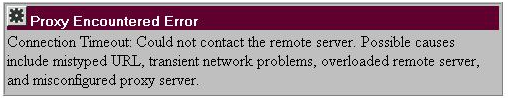 Proxy Encountered Error
Connection Timeout: Could not contact the remote server. Possible causes
include mistyped URL, transient network problems, overloaded remote server,
and misconfigured proxy server.